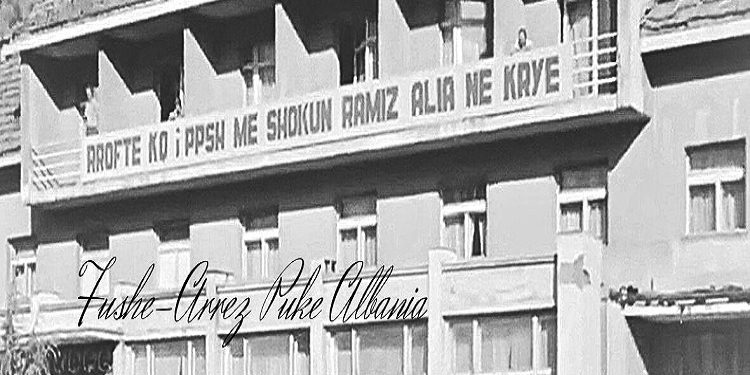 RROFTE KQ i PPSH ME SHOKUN RAMIZ ALIA NE KRYE
Fushe-Arrez Puke Albania